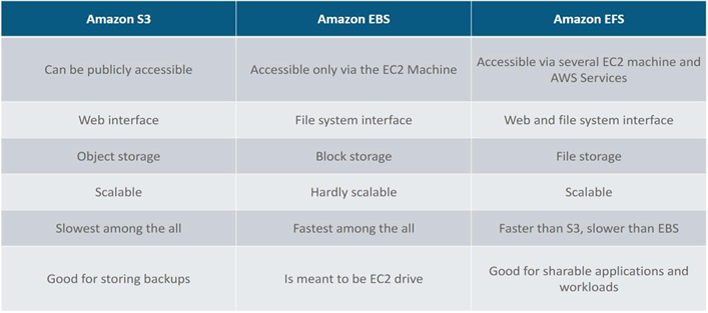 Amazon S3 Amazon EBS Amazon EFS
Can be publicly accessible Accessible only via the EC2 Machine Accessible via several EC2 machine and
AWS Services
Web interface File system interface Web and file system interface
Object storage Block storage File storage
Scalable Hardly scalable Scalable
Slowest among the all Fastest among the all Faster than S3, slower than EBS
Good for storing backups Is meant to be EC2 drive Good for sharable applications and
workloads